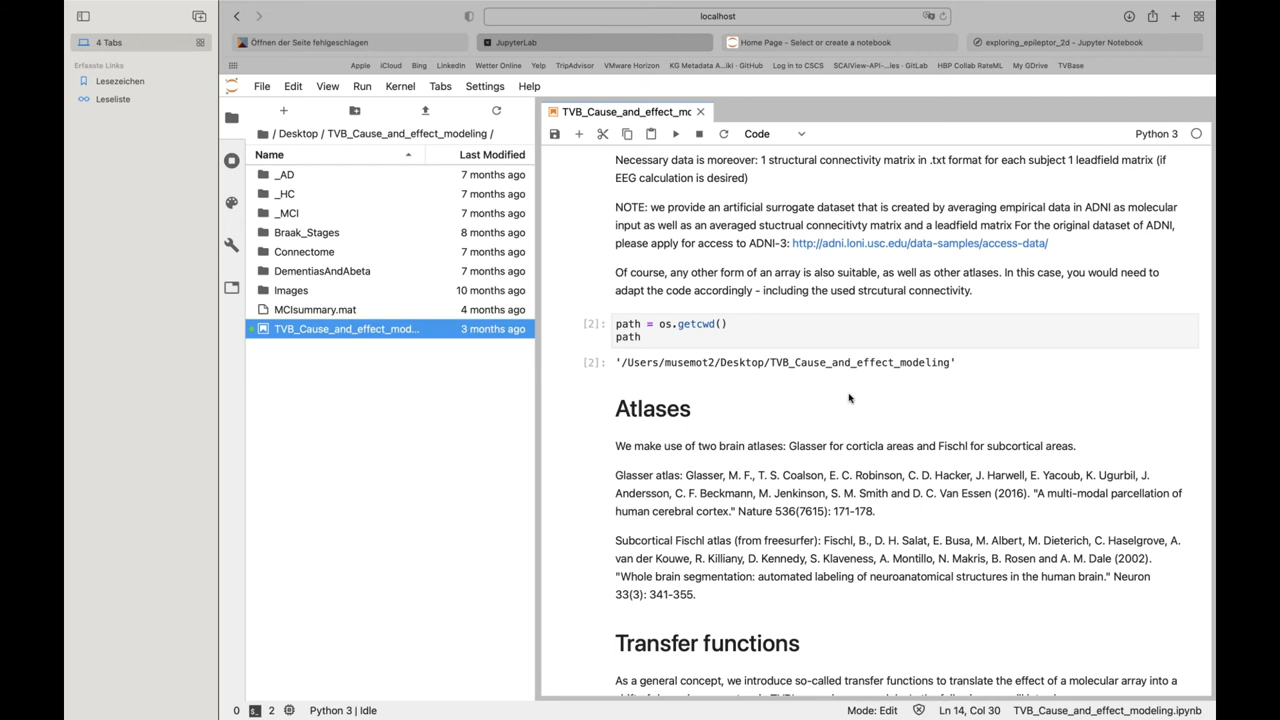 localhost
4 Tabs
Öffnen der Seite fehlgeschlagen
JupyterLab
Home Page - Select or create a notebook
exploring_epileptor_2d - Jupyter Notebook
Erfasste Links
Apple iCloud Bing LinkedIn Wetter Online Yelp TripAdvisor VMware Horizon KG Metadata A...iki · GitHub Log in to CSCS SCAIView-API-... · GitLab HBP Collab RateML My GDrive TVBase
Lesezeichen
Leseliste
File Edit View Run Kernel Tabs Settings Help
TVB_Cause_and_effect_mc
/ Desktop / TVB_Cause_and_effect_modeling /
Code
Python 3
Name Last Modified
_AD 7 months ago
_HC 7 months ago
_MCI 7 months ago
Braak_Stages 8 months ago
Connectome 7 months ago
DementiasAndAbeta 7 months ago
Images 10 months ago
MCIsummary.mat 4 months ago
TVB_Cause_and_effect_mod... 3 months ago
Necessary data is moreover: 1 structural connectivity matrix in .txt format for each subject 1 leadfield matrix (if
EEG calculation is desired)
NOTE: we provide an artificial surrogate dataset that is created by averaging empirical data in ADNI as molecular
input as well as an averaged stuctrual connecitivty matrix and a leadfield matrix For the original dataset of ADNI,
please apply for access to ADNI-3: http://adni.loni.usc.edu/data-samples/access-data/
Of course, any other form of an array is also suitable, as well as other atlases. In this case, you would need to
adapt the code accordingly - including the used strcutural connectivity.
[2]: path = os.getcwd()
path
[2]: '/Users/musemot2/Desktop/TVB_Cause_and_effect_modeling'
Atlases
We make use of two brain atlases: Glasser for corticla areas and Fischl for subcortical areas.
Glasser atlas: Glasser, M. F., T. S. Coalson, E. C. Robinson, C. D. Hacker, J. Harwell, E. Yacoub, K. Ugurbil, J.
Andersson, C. F. Beckmann, M. Jenkinson, S. M. Smith and D. C. Van Essen (2016). "A multi-modal parcellation of
human cerebral cortex." Nature 536(7615): 171-178.
Subcortical Fischl atlas (from freesurfer): Fischl, B., D. H. Salat, E. Busa, M. Albert, M. Dieterich, C. Haselgrove, A.
van der Kouwe, R. Killiany, D. Kennedy, S. Klaveness, A. Montillo, N. Makris, B. Rosen and A. M. Dale (2002).
"Whole brain segmentation: automated labeling of neuroanatomical structures in the human brain." Neuron
33(3): 341-355.
Transfer functions
As a general concept, we introduce so-called transfer functions to translate the effect of a molecular array into a
0 2 Python 3 | Idle
Mode: Edit Ln 14, Col 30 TVB_Cause_and_effect_modeling.ipynb